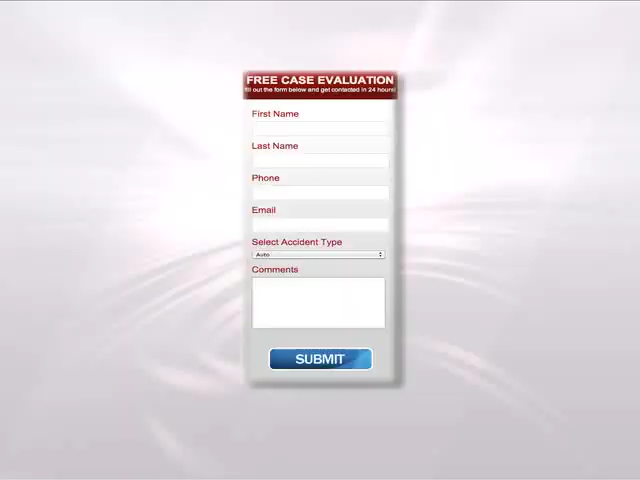 FREE CASE EVALUATION
fill out the form below and get contacted in 24 hours!
First Name
Last Name
Phone
Email
Select Accident Type
Auto
Comments
SUBMIT